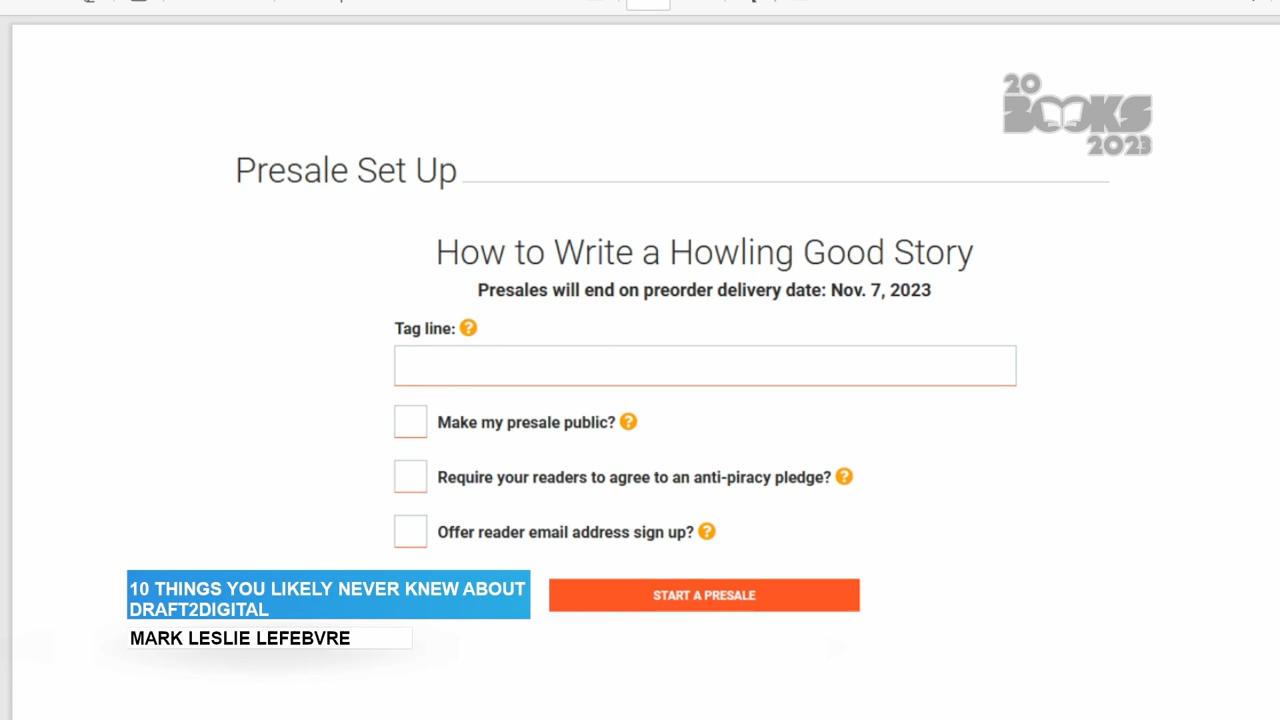 20
BOOKS
2023
Presale Set Up
How to Write a Howling Good Story
Presales will end on preorder delivery date: Nov. 7, 2023
Tag line: ?
Make my presale public? ?
Require your readers to agree to an anti-piracy pledge? ?
Offer reader email address sign up? ?
START A PRESALE
10 THINGS YOU LIKELY NEVER KNEW ABOUT
DRAFT2DIGITAL
MARK LESLIE LEFEBVRE